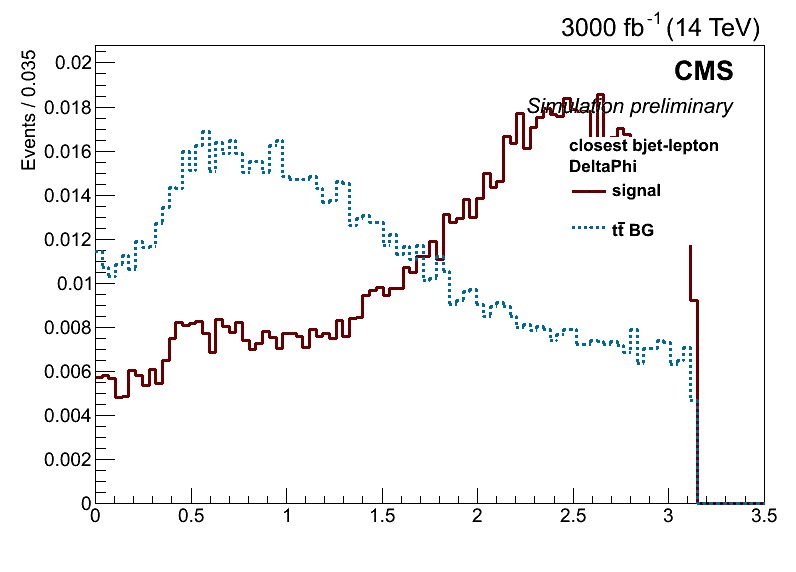 3000 fb⁻¹ (14 TeV)
Events / 0.035
CMS
Simulation preliminary
closest bjet-lepton
DeltaPhi
signal
tt̄ BG
0.02
0.018
0.016
0.014
0.012
0.01
0.008
0.006
0.004
0.002
0
0 0.5 1 1.5 2 2.5 3 3.5